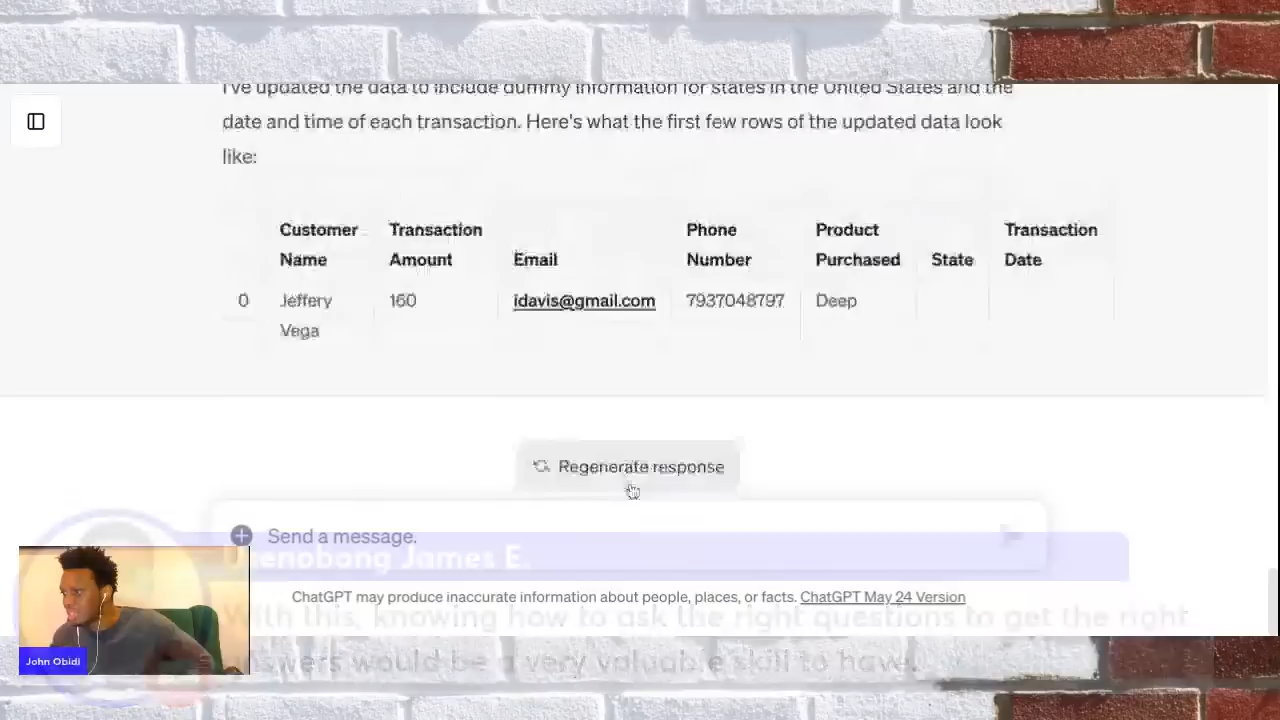 I've updated the data to include dummy information for states in the United States and the
date and time of each transaction. Here's what the first few rows of the updated data look
like:
Customer Name Transaction Amount Email Phone Number Product Purchased State Transaction Date
0 Jeffery Vega 160 idavis@gmail.com 7937048797 Deep
Regenerate response
Send a message.
James E.
ChatGPT may produce inaccurate information about people, places, or facts. ChatGPT May 24 Version
With this, knowing how to ask the right questions to get the right
answers would be a very valuable skill to have.
John Obidi